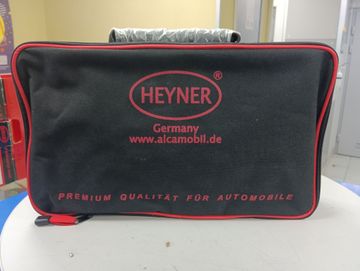 HEYNER®
Germany
www.alcamobil.de
PREMIUM QUALITÄT FÜR AUTOMOBILE